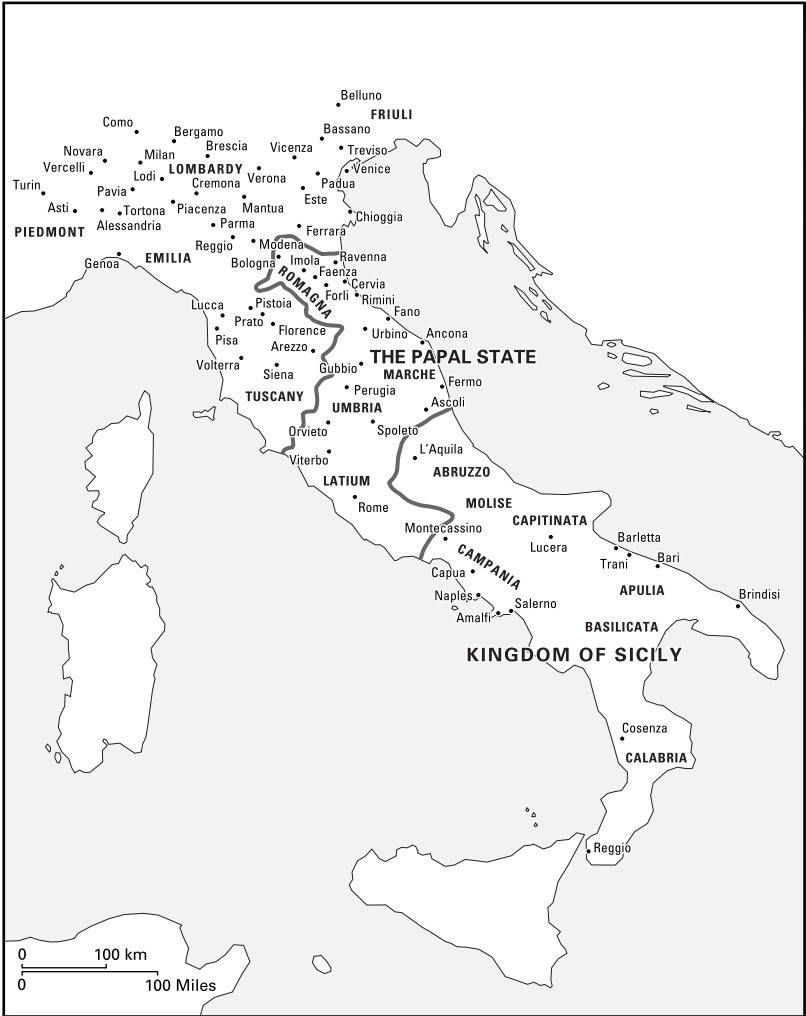 Belluno
FRIULI
Como
Bergamo
Bassano
Brescia
Vicenza
Treviso
Novara
Milan
LOMBARDY
Venice
Vercelli
Lodi
Verona
Padua
Turin
Pavia
Cremona
Este
Asti
Tortona
Piacenza
Mantua
Chioggia
Alessandria
Parma
PIEDMONT
Ferrara
Reggio
Modena
Genoa
EMILIA
Bologna
Imola
Ravenna
Faenza
ROMAGNA
Cervia
Forli
Rimini
Lucca
Pistoia
Fano
Prato
Florence
Urbino
Ancona
Pisa
Arezzo
THE PAPAL STATE
Volterra
Siena
Gubbio
MARCHE
Fermo
Perugia
TUSCANY
UMBRIA
Ascoli
Orvieto
Spoleto
L'Aquila
Viterbo
ABRUZZO
LATIUM
Rome
MOLISE
CAPITINATA
Montecassino
Lucera
Barletta
Trani
Bari
CAMPANIA
Capua
APULIA
Naples
Salerno
Brindisi
Amalfi
BASILICATA
KINGDOM OF SICILY
Cosenza
CALABRIA
Reggio
0 100 km
0 100 Miles